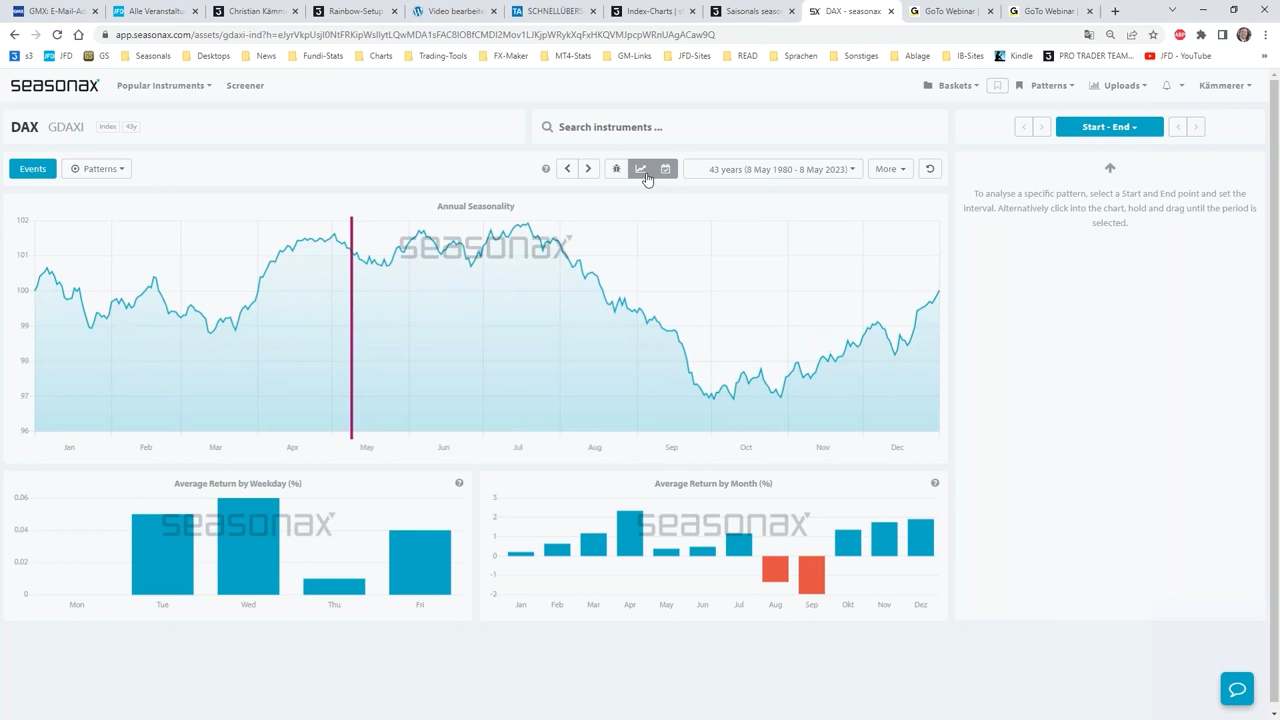 GMX: E-Mail-Ad
Alle Veranstaltu
Christian Kämm
Rainbow-Setup
Video bearbeite
SCHNELLÜBERS
Index-Charts | s
Saisonals seaso
DAX - seasonax
GoTo Webinar
GoTo Webinar
s3
JFD
GS
Seasonals
Desktops
News
Fundi-Stats
Charts
Trading-Tools
FX-Maker
MT4-Stats
GM-Links
JFD-Sites
READ
Sprachen
Sonstiges
Ablage
IB-Sites
Kindle
PRO TRADER TEAM...
JFD - YouTube
seasonax
Popular Instruments
Screener
Baskets
Patterns
Uploads
Kämmerer
DAX GDAXI Index 43y
Search instruments ...
Start - End
Events
Patterns
43 years (8 May 1980 - 8 May 2023)
More
To analyse a specific pattern, select a Start and End point and set the
interval. Alternatively click into the chart, hold and drag until the period is
selected.
Annual Seasonality
seasonax
102
101
100
99
98
97
96
Jan Feb Mar Apr May Jun Jul Aug Sep Oct Nov Dec
Average Return by Weekday (%)
seasonax
0.06
0.04
0.02
0
Mon Tue Wed Thu Fri
Average Return by Month (%)
seasonax
3
2
1
0
-1
-2
Jan Feb Mar Apr May Jun Jul Aug Sep Okt Nov Dez